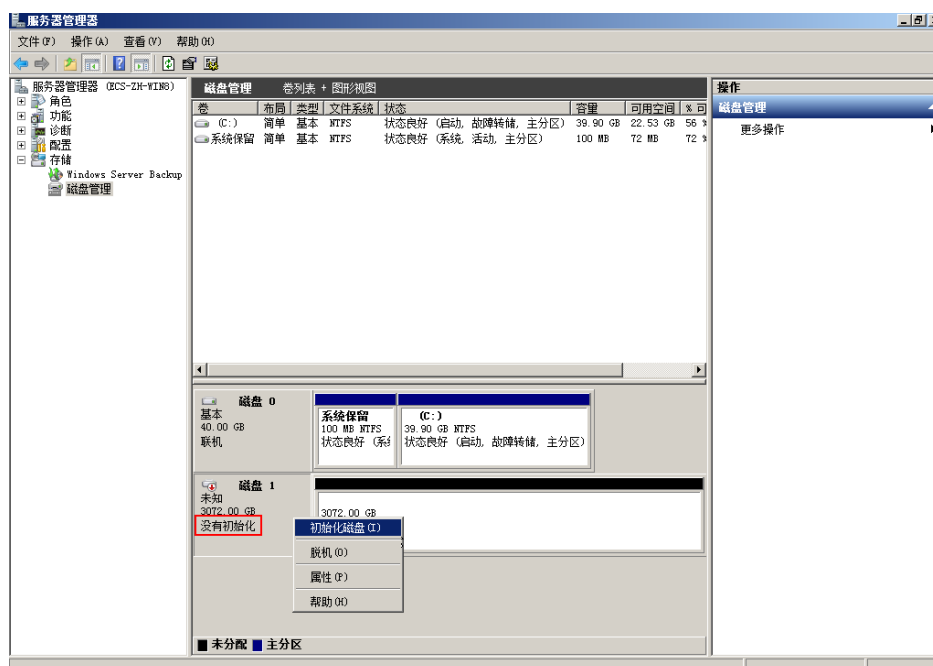 服务器管理器
文件(F) 操作(A) 查看(V) 帮助(H)
服务器管理器 (ECS-ZH-WIN8)
角色
功能
诊断
配置
存储
Windows Server Backup
磁盘管理
磁盘管理 卷列表 + 图形视图
卷 布局 类型 文件系统 状态 容量 可用空间 % 可
(C:) 简单 基本 NTFS 状态良好 (启动, 故障转储, 主分区) 39.90 GB 22.53 GB 56 %
系统保留 简单 基本 NTFS 状态良好 (系统, 活动, 主分区) 100 MB 72 MB 72 %
操作
磁盘管理
更多操作
磁盘 0
基本
40.00 GB
联机
系统保留
100 MB NTFS
状态良好 (系统
(C:)
39.90 GB NTFS
状态良好 (启动, 故障转储, 主分区)
磁盘 1
未知
3072.00 GB
没有初始化
3072.00 GB
初始化磁盘(I)
脱机(O)
属性(P)
帮助(H)
未分配 主分区